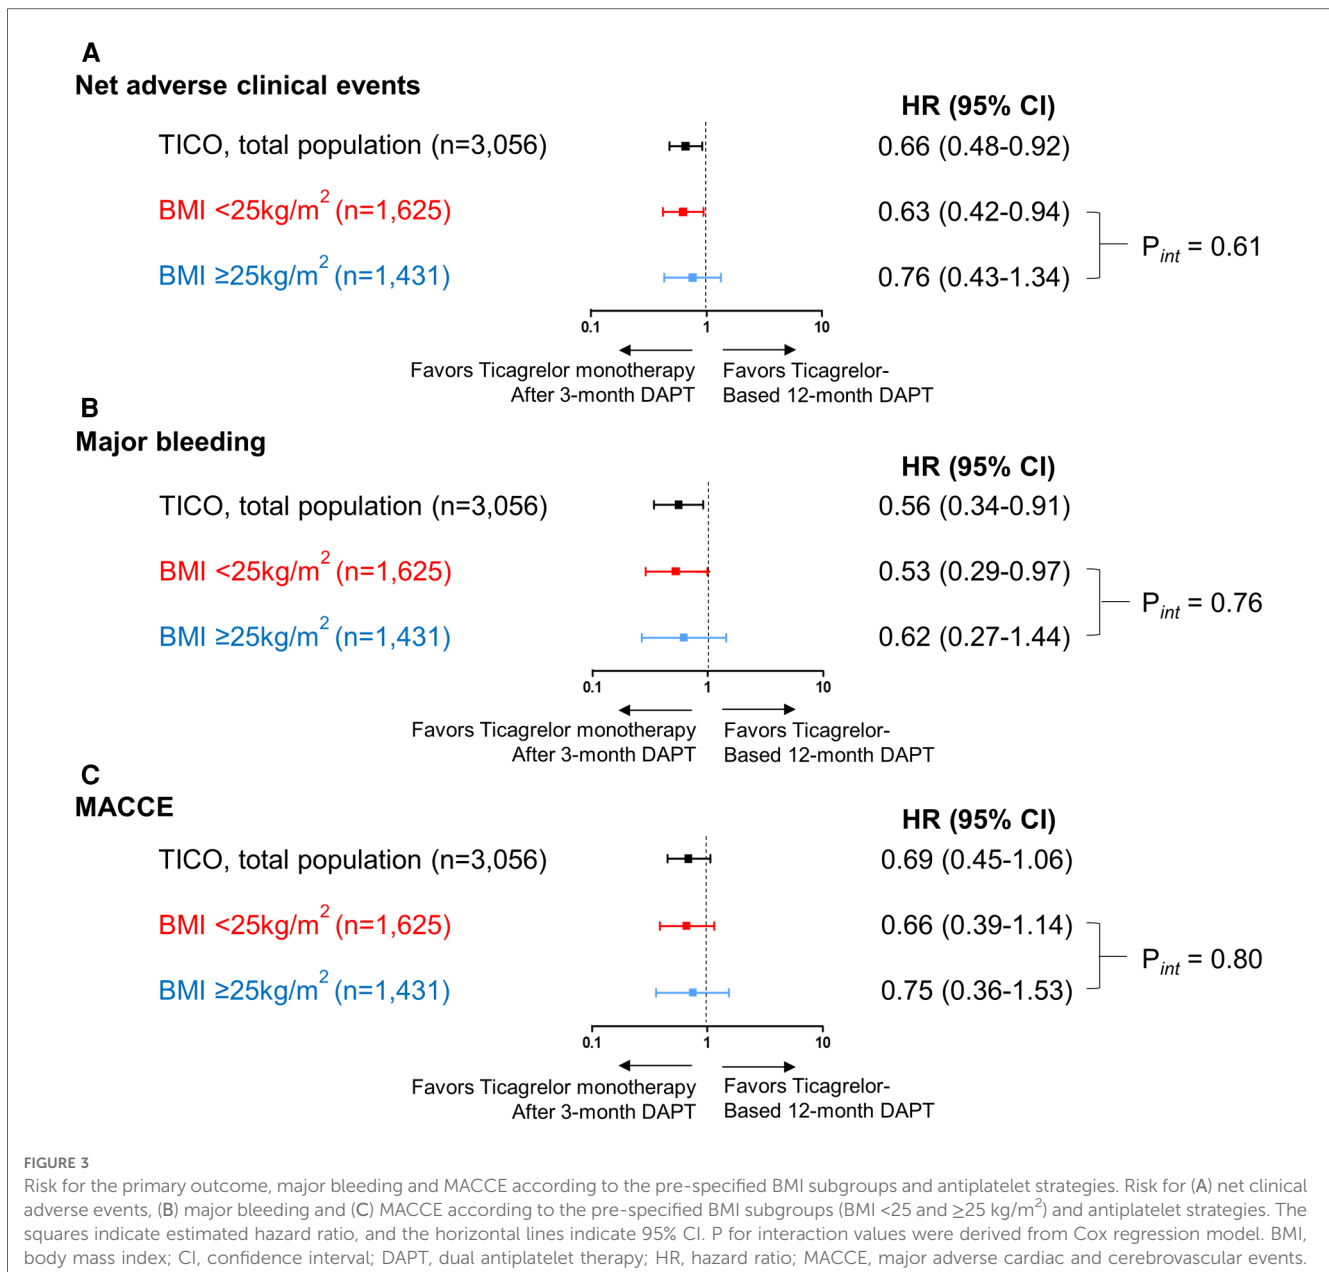 A
Net adverse clinical events
HR (95% CI)
TICO, total population (n=3,056) 0.66 (0.48-0.92)
BMI <25kg/m² (n=1,625) 0.63 (0.42-0.94)
P int = 0.61
BMI ≥25kg/m² (n=1,431) 0.76 (0.43-1.34)
0.1 1 10
Favors Ticagrelor monotherapy Favors Ticagrelor-
After 3-month DAPT Based 12-month DAPT
B
Major bleeding
HR (95% CI)
TICO, total population (n=3,056) 0.56 (0.34-0.91)
BMI <25kg/m² (n=1,625) 0.53 (0.29-0.97)
P int = 0.76
BMI ≥25kg/m² (n=1,431) 0.62 (0.27-1.44)
0.1 1 10
Favors Ticagrelor monotherapy Favors Ticagrelor-
After 3-month DAPT Based 12-month DAPT
C
MACCE
HR (95% CI)
TICO, total population (n=3,056) 0.69 (0.45-1.06)
BMI <25kg/m² (n=1,625) 0.66 (0.39-1.14)
P int = 0.80
BMI ≥25kg/m² (n=1,431) 0.75 (0.36-1.53)
0.1 1 10
Favors Ticagrelor monotherapy Favors Ticagrelor-
After 3-month DAPT Based 12-month DAPT
FIGURE 3
Risk for the primary outcome, major bleeding and MACCE according to the pre-specified BMI subgroups and antiplatelet strategies. Risk for (A) net clinical
adverse events, (B) major bleeding and (C) MACCE according to the pre-specified BMI subgroups (BMI <25 and ≥25 kg/m²) and antiplatelet strategies. The
squares indicate estimated hazard ratio, and the horizontal lines indicate 95% CI. P for interaction values were derived from Cox regression model. BMI,
body mass index; CI, confidence interval; DAPT, dual antiplatelet therapy; HR, hazard ratio; MACCE, major adverse cardiac and cerebrovascular events.